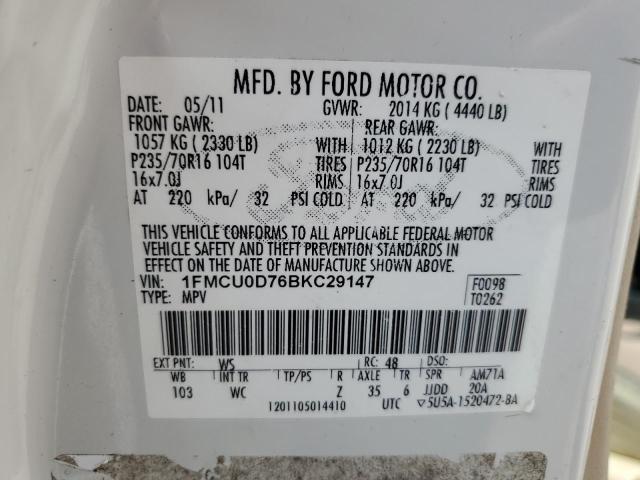 MFD. BY FORD MOTOR CO.
DATE: 05/11 GVWR: 2014 KG ( 4440 LB)
FRONT GAWR: REAR GAWR:
1057 KG ( 2330 LB) WITH 1012 KG ( 2230 LB) WITH
P235/70R16 104T TIRES P235/70R16 104T TIRES
16x7.0J RIMS 16x7.0J RIMS
AT 220 kPa/ 32 PSI COLD AT 220 kPa/ 32 PSI COLD
THIS VEHICLE CONFORMS TO ALL APPLICABLE FEDERAL MOTOR
VEHICLE SAFETY AND THEFT PREVENTION STANDARDS IN
EFFECT ON THE DATE OF MANUFACTURE SHOWN ABOVE.
VIN: 1FMCU0D76BKC29147 F0098
TYPE: MPV T0262
EXT PNT: WS RC: 48 DSO:
WB INT TR TP/PS R AXLE TR SPR AM71A
103 WC Z 35 6 JJDD 20A
1201105014410 UTC ▽5U5A-1520472-BA